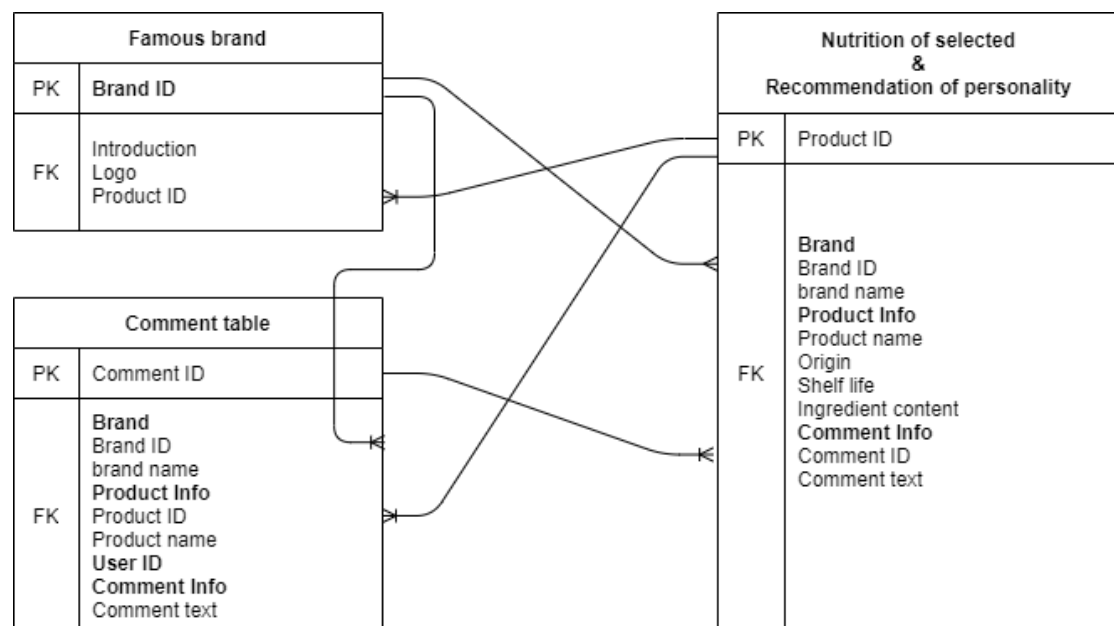 Famous brand
PK Brand ID
FK
Introduction
Logo
Product ID
Comment table
PK Comment ID
FK
Brand
Brand ID
brand name
Product Info
Product ID
Product name
User ID
Comment Info
Comment text
Nutrition of selected
&
Recommendation of personality
PK Product ID
FK
Brand
Brand ID
brand name
Product Info
Product name
Origin
Shelf life
Ingredient content
Comment Info
Comment ID
Comment text